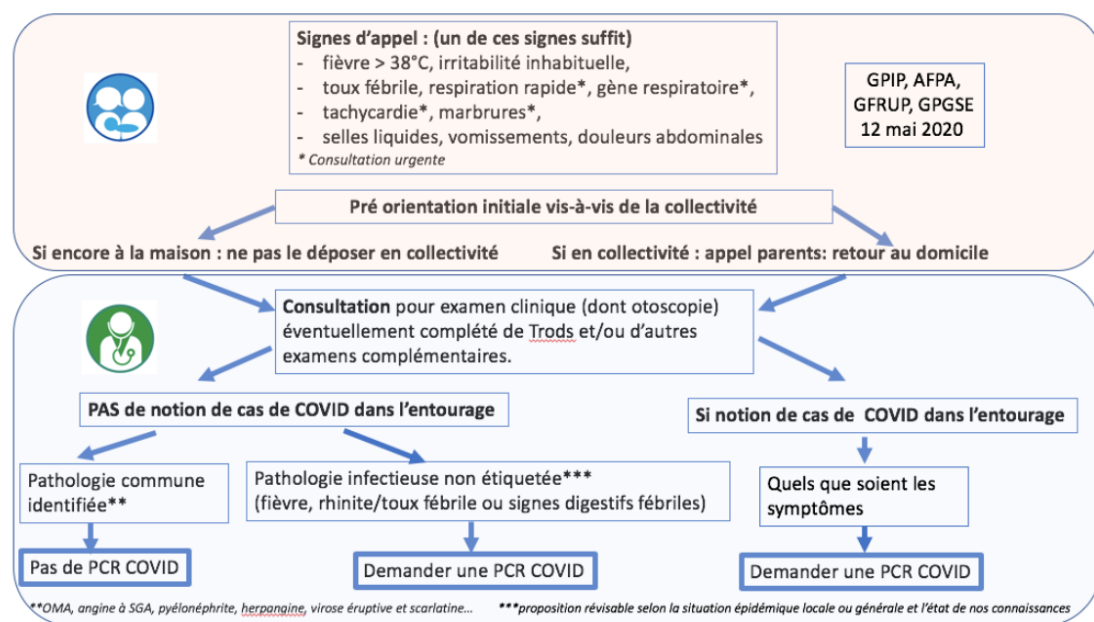 Signes d'appel : (un de ces signes suffit)
- fièvre > 38°C, irritabilité inhabituelle,
- toux fébrile, respiration rapide*, gène respiratoire*,
- tachycardie*, marbrures*,
- selles liquides, vomissements, douleurs abdominales
* Consultation urgente
GPIP, AFPA,
GFRUP, GPGSE
12 mai 2020
Pré orientation initiale vis-à-vis de la collectivité
Si encore à la maison : ne pas le déposer en collectivité
Si en collectivité : appel parents: retour au domicile
Consultation pour examen clinique (dont otoscopie)
éventuellement complété de Trods et/ou d'autres
examens complémentaires.
PAS de notion de cas de COVID dans l'entourage
Si notion de cas de COVID dans l'entourage
Pathologie commune
identifiée**
Pathologie infectieuse non étiquetée***
(fièvre, rhinite/toux fébrile ou signes digestifs fébriles)
Quels que soient les
symptômes
Pas de PCR COVID
Demander une PCR COVID
Demander une PCR COVID
**OMA, angine à SGA, pyélonéphrite, herpangine, virose éruptive et scarlatine...
***proposition révisable selon la situation épidémique locale ou générale et l'état de nos connaissances